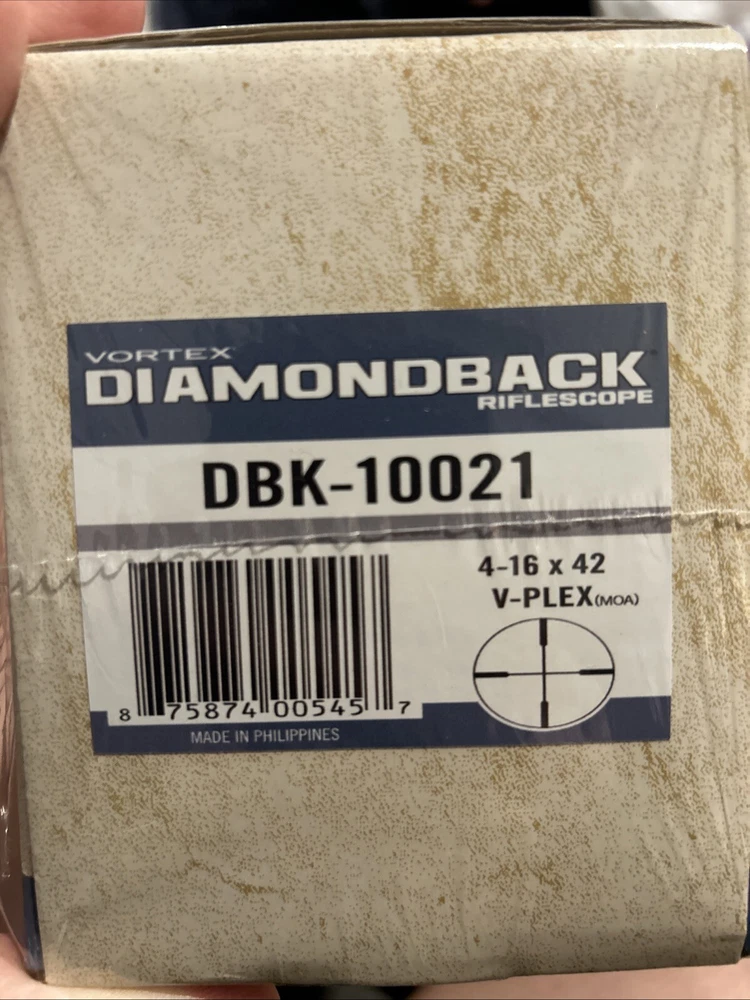 VORTEX
DIAMONDBACK
RIFLESCOPE
DBK-10021
4-16 x 42
V-PLEX(MOA)
8 75874 00545 7
MADE IN PHILIPPINES